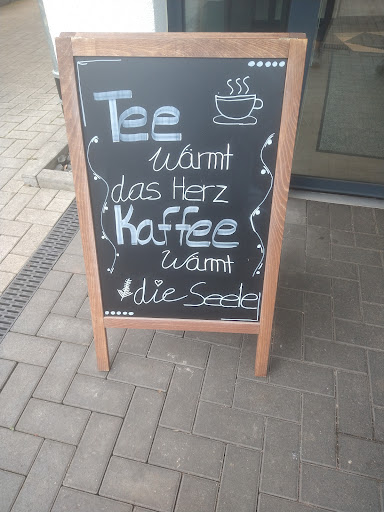 Tee
Wärmt
das Herz
Kaffee
Wärmt
die Seele